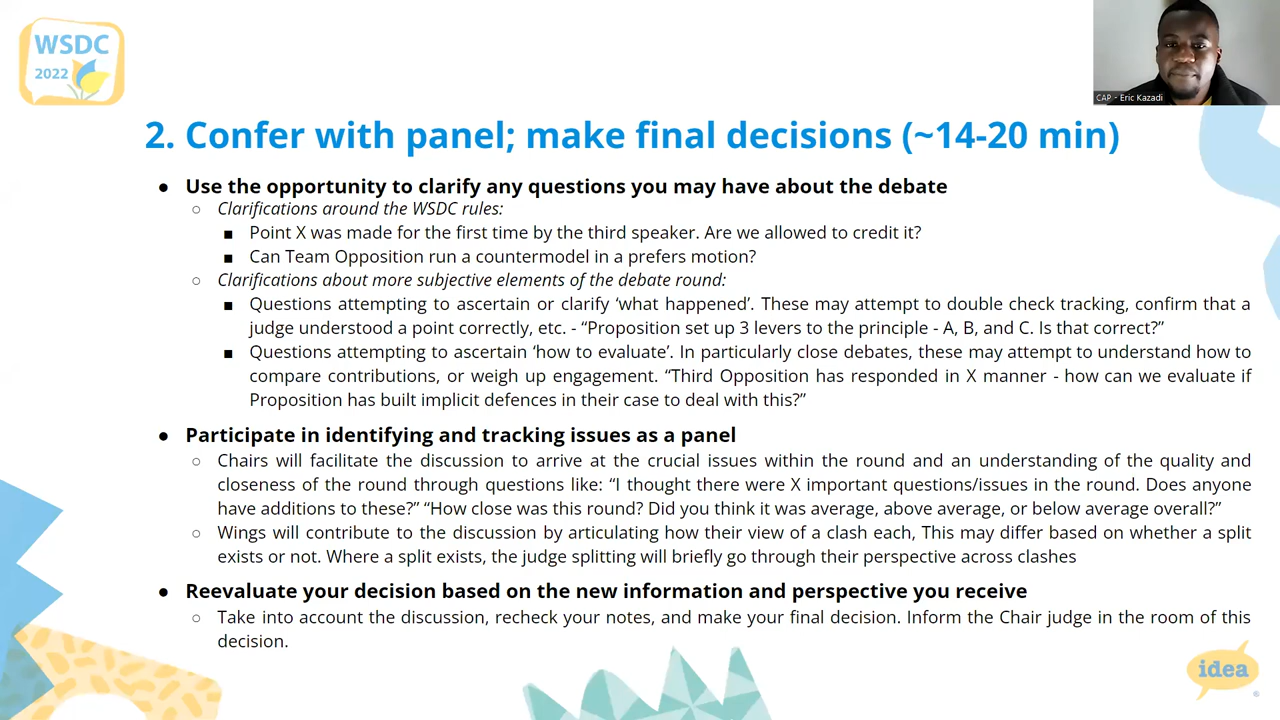 WSDC
2022
CAP - Eric Kazadi
2. Confer with panel; make final decisions (~14-20 min)
● Use the opportunity to clarify any questions you may have about the debate
○ Clarifications around the WSDC rules:
■ Point X was made for the first time by the third speaker. Are we allowed to credit it?
■ Can Team Opposition run a countermodel in a prefers motion?
○ Clarifications about more subjective elements of the debate round:
■ Questions attempting to ascertain or clarify ‘what happened’. These may attempt to double check tracking, confirm that a
judge understood a point correctly, etc. - “Proposition set up 3 levers to the principle - A, B, and C. Is that correct?”
■ Questions attempting to ascertain ‘how to evaluate’. In particularly close debates, these may attempt to understand how to
compare contributions, or weigh up engagement. “Third Opposition has responded in X manner - how can we evaluate if
Proposition has built implicit defences in their case to deal with this?”
● Participate in identifying and tracking issues as a panel
○ Chairs will facilitate the discussion to arrive at the crucial issues within the round and an understanding of the quality and
closeness of the round through questions like: “I thought there were X important questions/issues in the round. Does anyone
have additions to these?” “How close was this round? Did you think it was average, above average, or below average overall?”
○ Wings will contribute to the discussion by articulating how their view of a clash each, This may differ based on whether a split
exists or not. Where a split exists, the judge splitting will briefly go through their perspective across clashes
● Reevaluate your decision based on the new information and perspective you receive
○ Take into account the discussion, recheck your notes, and make your final decision. Inform the Chair judge in the room of this
decision.
idea